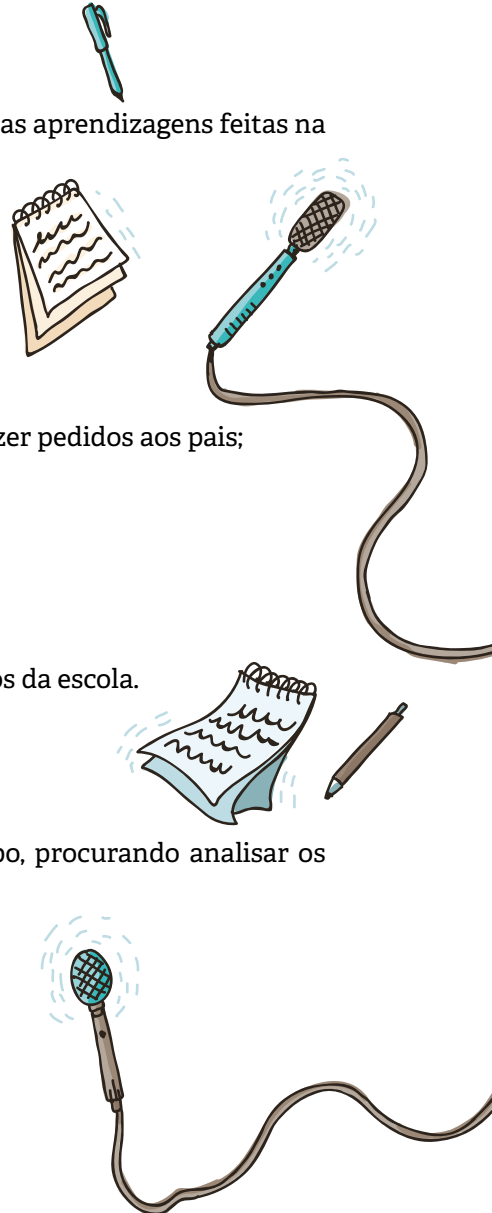 as aprendizagens feitas na
zer pedidos aos pais;
os da escola.
po, procurando analisar os